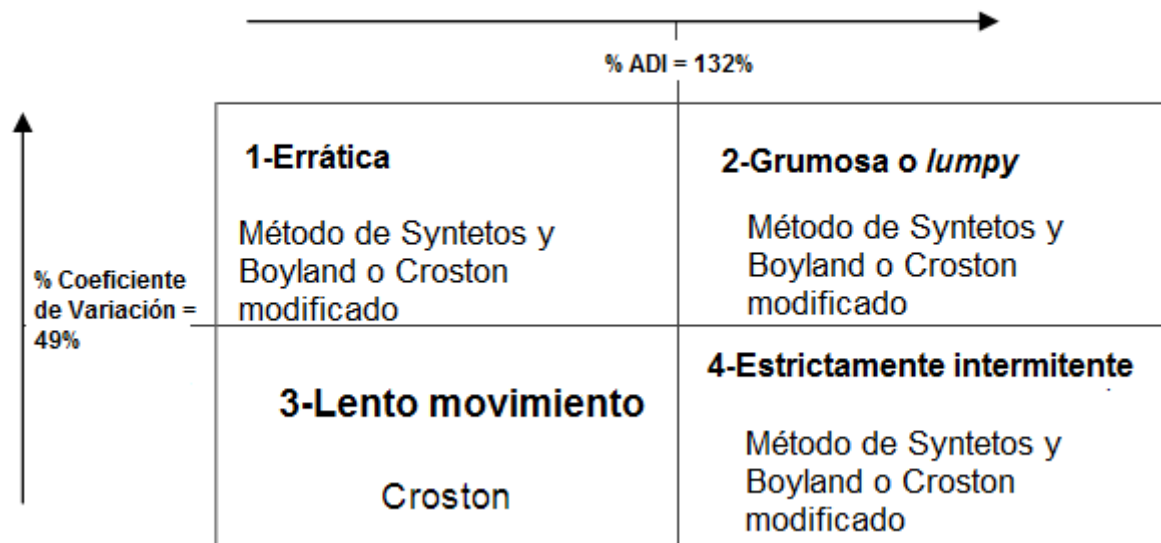 % ADI = 132%
1-Errática
Método de Syntetos y
Boyland o Croston
modificado
2-Grumosa o lumpy
Método de Syntetos y
Boyland o Croston
modificado
% Coeficiente
de Variación =
49%
3-Lento movimiento
Croston
4-Estrictamente intermitente
Método de Syntetos y
Boyland o Croston
modificado